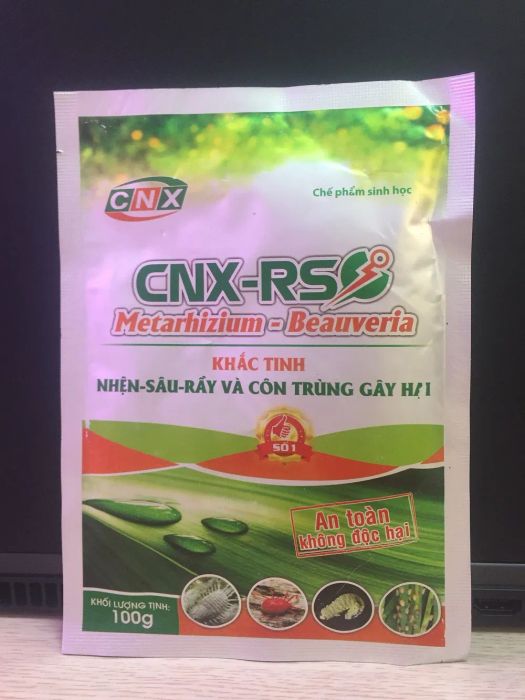 CNX
Chế phẩm sinh học
CNX-RS
Metarhizium - Beauveria
KHẮC TINH
NHỆN-SÂU-RẦY VÀ CÔN TRÙNG GÂY HẠI
SỐ 1
An toàn
không độc hại
KHỐI LƯỢNG TỊNH:
100g